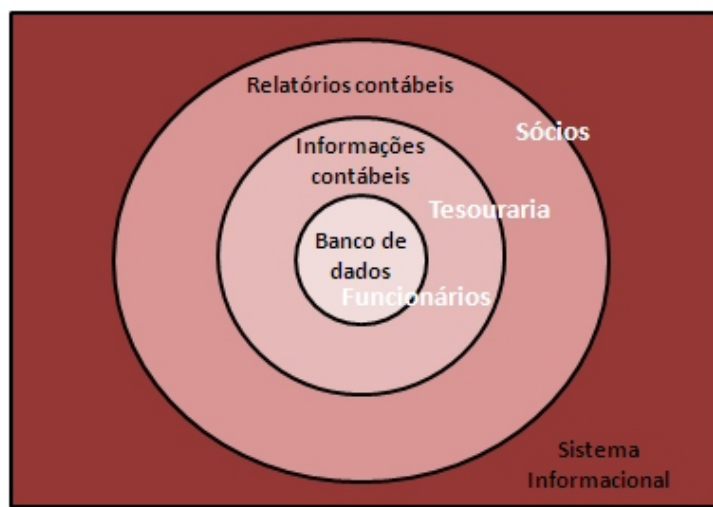 Relatórios contábeis
Sócios
Informações
contábeis
Tesouraria
Banco de
dados
Funcionários
Sistema
Informacional